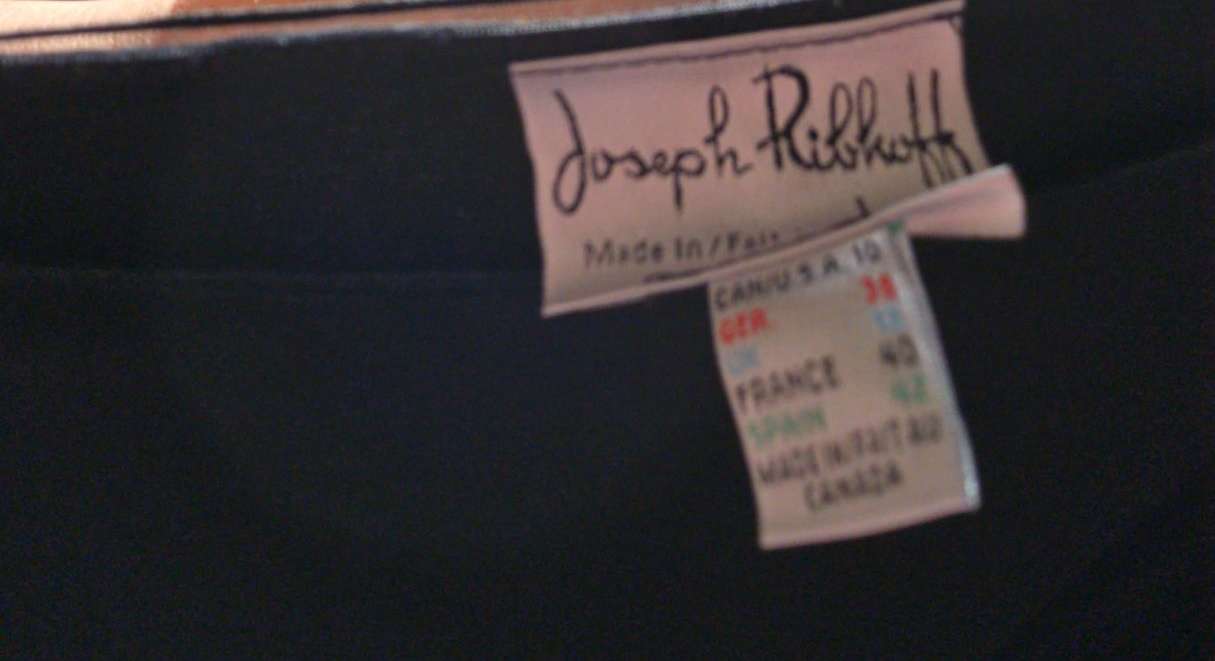 Joseph Ribkoff
Made In / Fait
CAN/U.S.A. 10
GER 38
UK 12
FRANCE 40
SPAIN 42
MADE IN/FAIT AU
CANADA